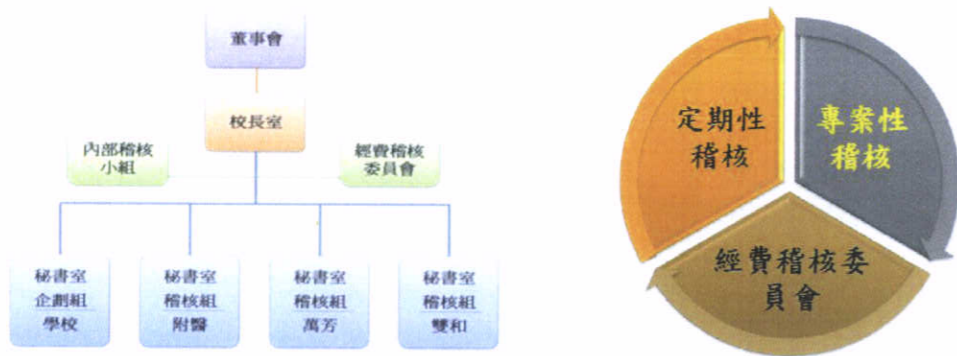 董事會
校長室
內部稽核
小組
經費稽核
委員會
秘書室
企劃組
學校
秘書室
稽核組
附醫
秘書室
稽核組
萬芳
秘書室
稽核組
雙和
定期性
稽核
專案性
稽核
經費稽核委
員會